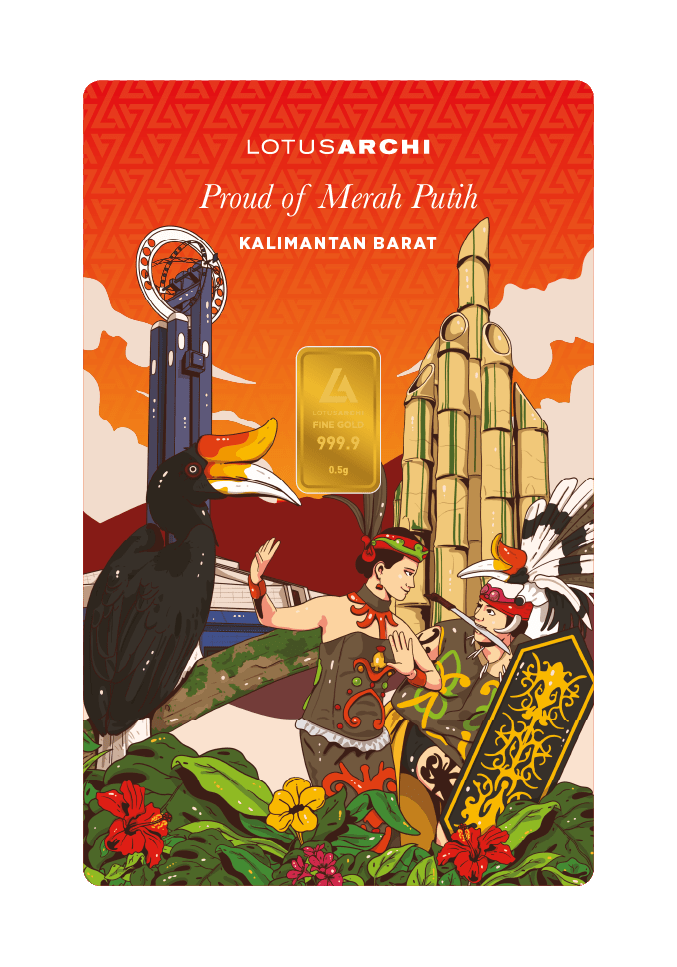 LOTUSARCHI
Proud of Merah Putih
KALIMANTAN BARAT
LOTUSARCHI
FINE GOLD
999.9
0.5g